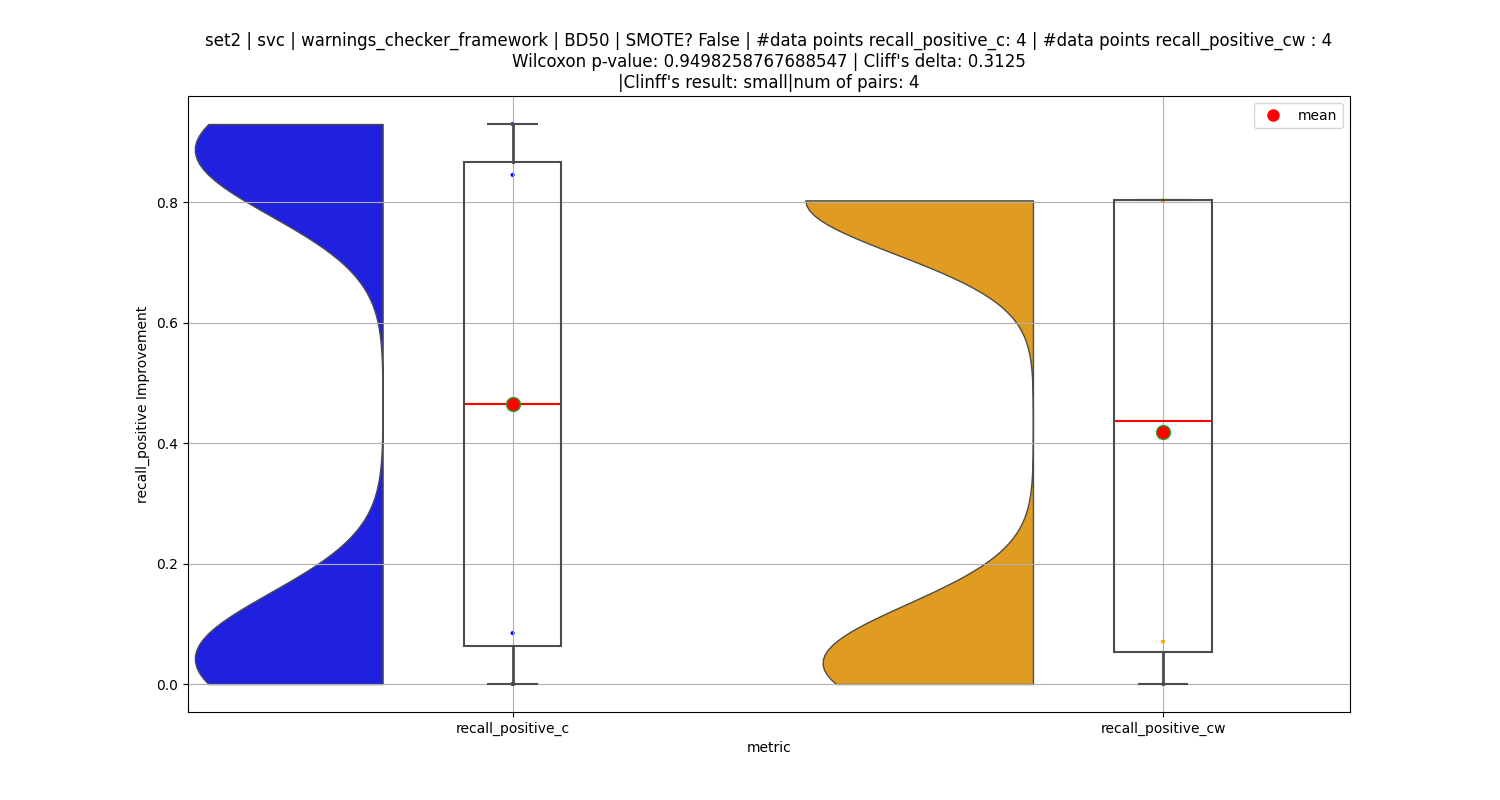 set2 | svc | warnings_checker_framework | BD50 | SMOTE? False | #data points recall_positive_c: 4 | #data points recall_positive_cw : 4
Wilcoxon p-value: 0.9498258767688547 | Cliff's delta: 0.3125
|Clinff's result: small|num of pairs: 4
mean
recall_positive Improvement
0.8
0.6
0.4
0.2
0.0
recall_positive_c
recall_positive_cw
metric